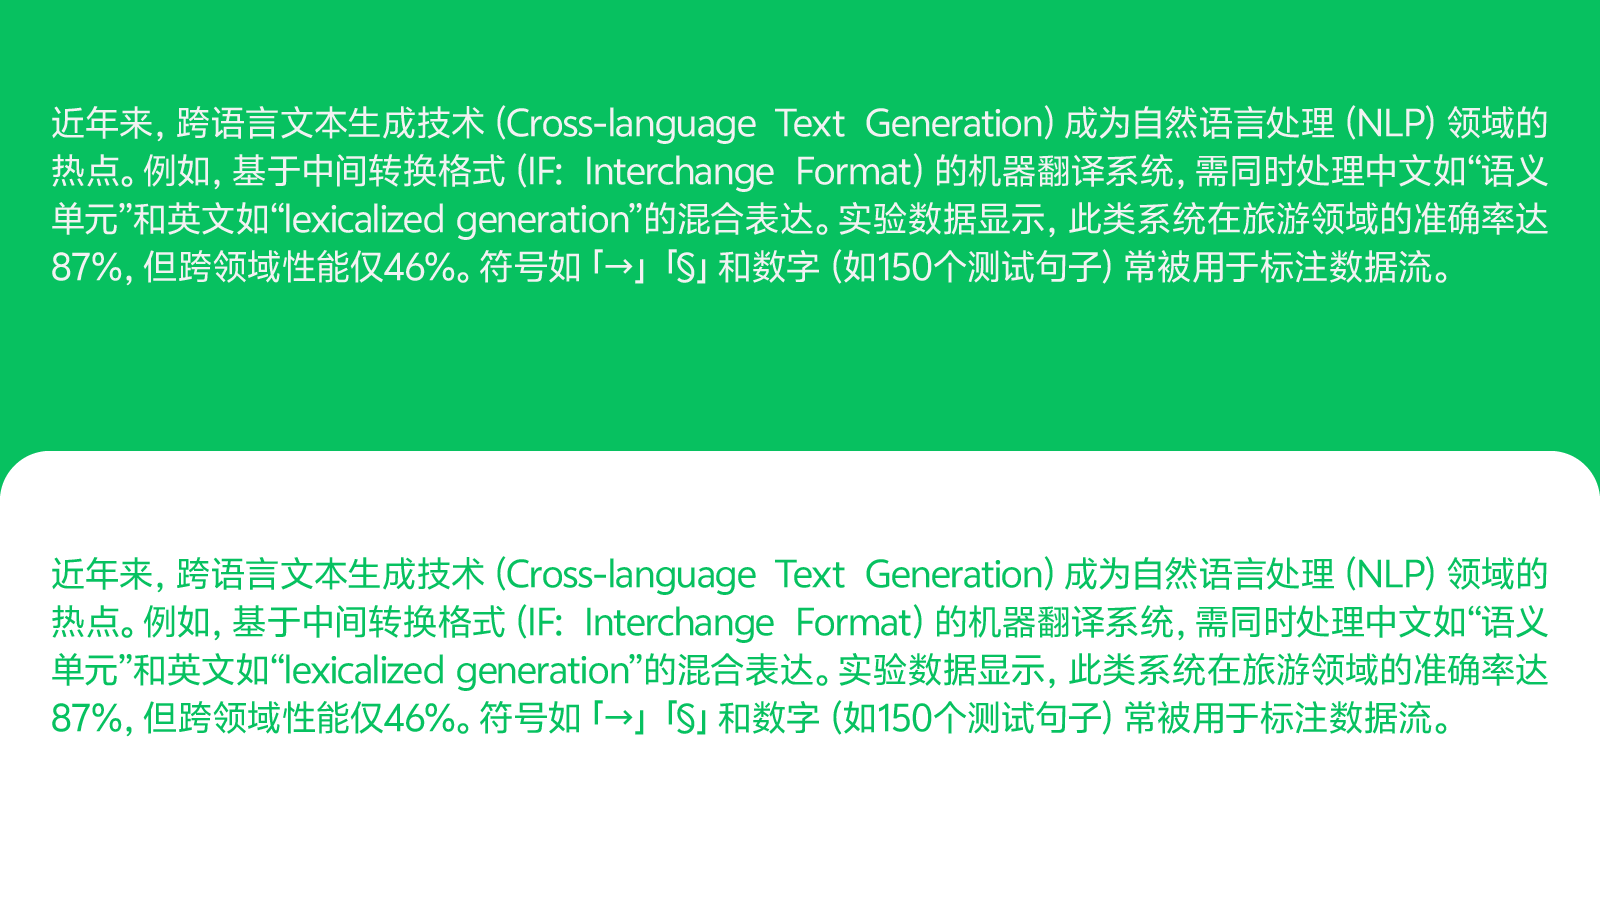 近年来，跨语言文本生成技术（Cross-language Text Generation）成为自然语言处理（NLP）领域的
热点。例如，基于中间转换格式（IF: Interchange Format）的机器翻译系统，需同时处理中文如“语义
单元”和英文如“lexicalized generation”的混合表达。实验数据显示，此类系统在旅游领域的准确率达
87%，但跨领域性能仅46%。符号如「→」「§」和数字（如150个测试句子）常被用于标注数据流。
近年来，跨语言文本生成技术（Cross-language Text Generation）成为自然语言处理（NLP）领域的
热点。例如，基于中间转换格式（IF: Interchange Format）的机器翻译系统，需同时处理中文如“语义
单元”和英文如“lexicalized generation”的混合表达。实验数据显示，此类系统在旅游领域的准确率达
87%，但跨领域性能仅46%。符号如「→」「§」和数字（如150个测试句子）常被用于标注数据流。